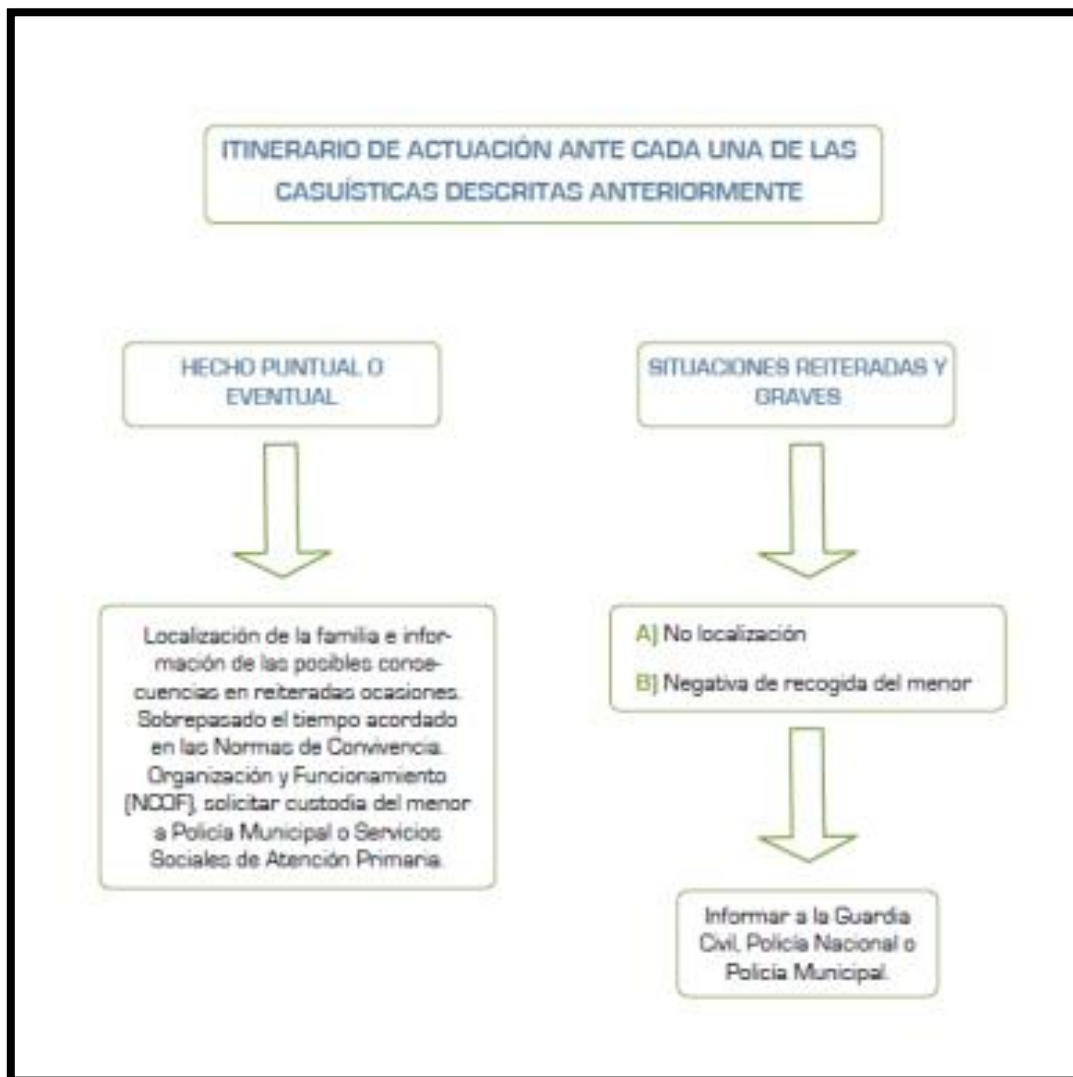 ITINERARIO DE ACTUACIÓN ANTE CADA UNA DE LAS
CASUÍSTICAS DESCRITAS ANTERIORMENTE
HECHO PUNTUAL O
EVENTUAL
Localización de la familia e infor-
mación de las posibles conse-
cuencias en reiteradas ocasiones.
Sobrepasado el tiempo acordado
en las Normas de Convivencia.
Organización y Funcionamiento
(NCOF), solicitar custodia del menor
a Policía Municipal o Servicios
Sociales de Atención Primaria.
SITUACIONES REITERADAS Y
GRAVES
A) No localización
B) Negativa de recogida del menor
Informar a la Guardia
Civil, Policía Nacional o
Policía Municipal.